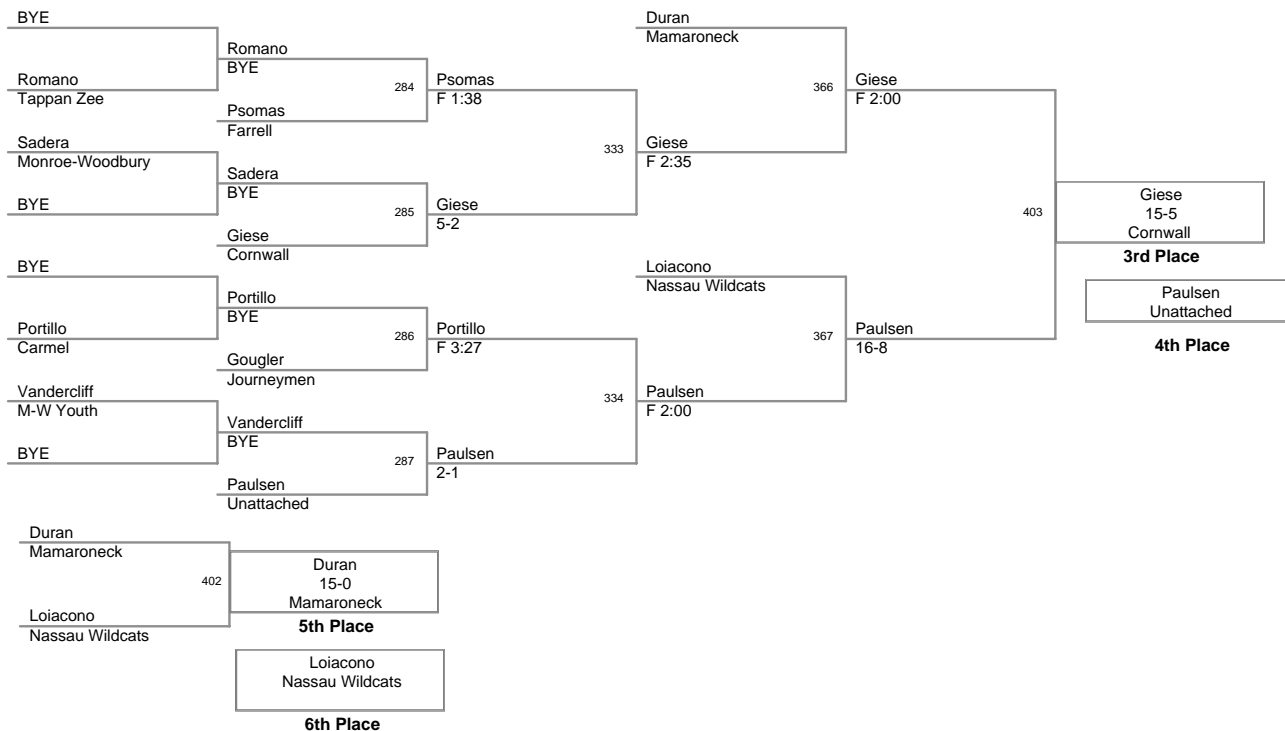 BYE
Romano
Tappan Zee
Sadera
Monroe-Woodbury
BYE
BYE
Portillo
Carmel
Vandercliff
M-W Youth
BYE
Romano
BYE
284
Psomas
Farrell
Sadera
BYE
285
Giese
Cornwall
Portillo
BYE
286
Gougler
Journeymen
Vandercliff
BYE
287
Paulsen
Unattached
Psomas
F 1:38
333
Giese
5-2
Portillo
F 3:27
334
Paulsen
2-1
Duran
Mamaroneck
366
Giese
F 2:35
Loiacono
Nassau Wildcats
367
Paulsen
F 2:00
Giese
F 2:00
403
Paulsen
16-8
Giese
15-5
Cornwall
3rd Place
Paulsen
Unattached
4th Place
Duran
Mamaroneck
402
Loiacono
Nassau Wildcats
Duran
15-0
Mamaroneck
5th Place
Loiacono
Nassau Wildcats
6th Place